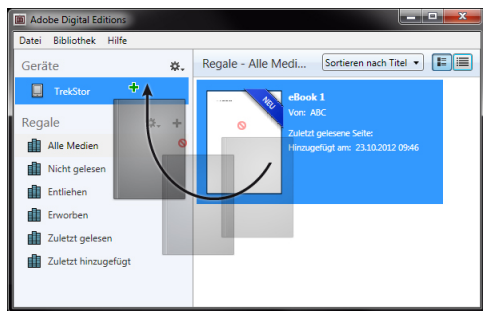 Adobe Digital Editions
Datei Bibliothek Hilfe
Geräte
TrekStor
Regale
Alle Medien
Nicht gelesen
Entliehen
Erworben
Zuletzt gelesen
Zuletzt hinzugefügt
Regale - Alle Medi... Sortieren nach Titel
NEU
eBook 1
Von: ABC
Zuletzt gelesene Seite:
Hinzugefügt am: 23.10.2012 09:46